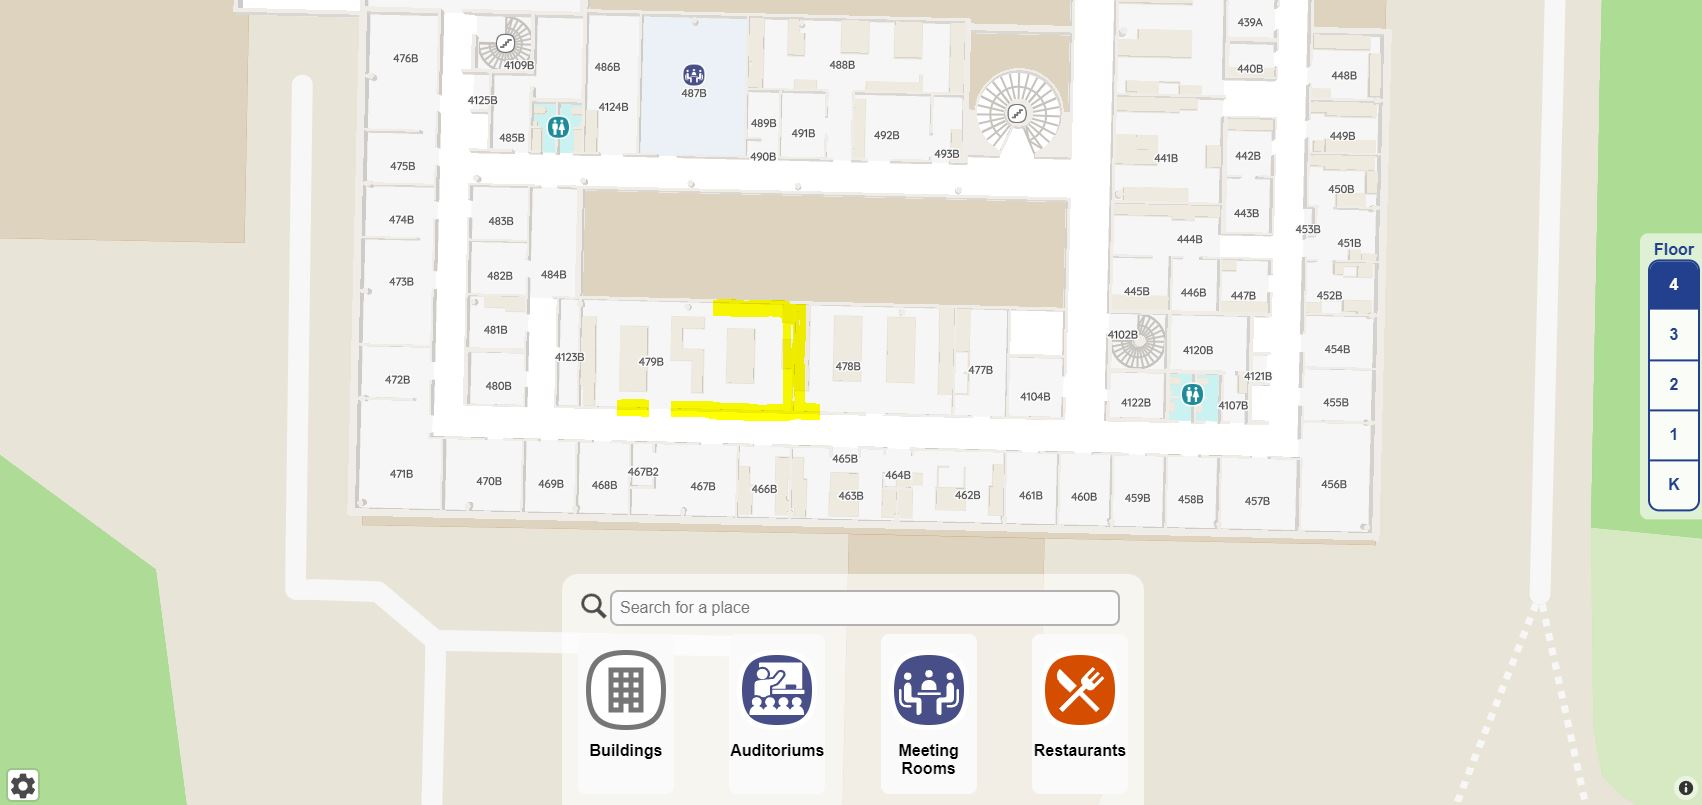 439A
476B
4109B
486B
488B
440B
448B
487B
4125B
4124B
489B
491B
492B
449B
485B
490B
493B
441B
442B
475B
450B
474B
483B
443B
453B
444B
451B
Floor
482B
484B
473B
445B
446B
447B
452B
4
481B
4102B
3
4123B
479B
478B
477B
4120B
454B
472B
480B
4121B
2
4104B
4122B
4107B
455B
1
471B
470B
469B
468B
467B2
467B
466B
465B
463B
464B
462B
461B
460B
459B
458B
457B
456B
K
Search for a place
Buildings
Auditoriums
Meeting
Rooms
Restaurants